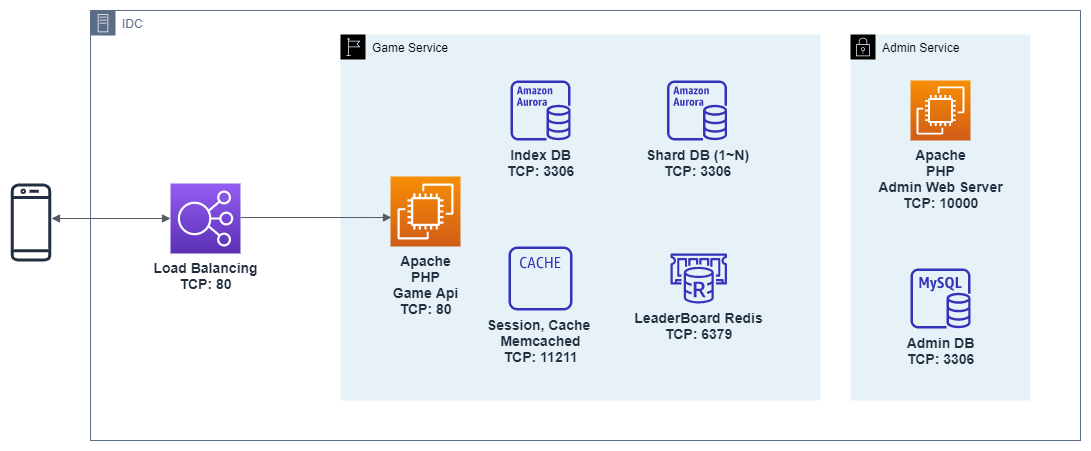 IDC
Game Service
Amazon
Aurora
Index DB
TCP: 3306
Amazon
Aurora
Shard DB (1~N)
TCP: 3306
Load Balancing
TCP: 80
Apache
PHP
Game Api
TCP: 80
CACHE
Session, Cache
Memcached
TCP: 11211
R
LeaderBoard Redis
TCP: 6379
Admin Service
Apache
PHP
Admin Web Server
TCP: 10000
MySQL
Admin DB
TCP: 3306